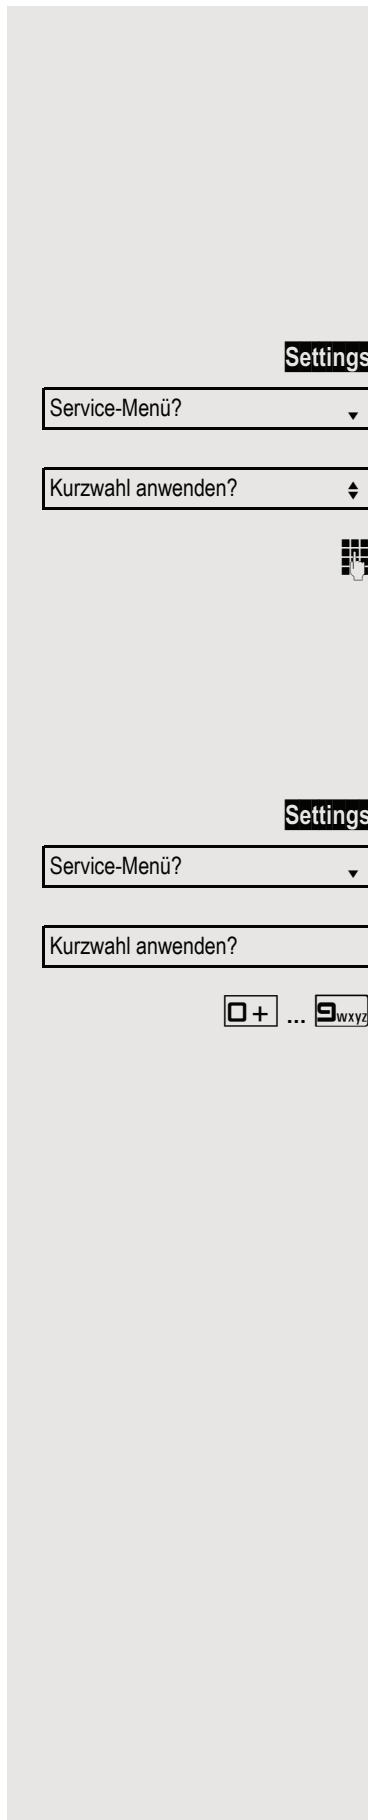 Settings
Service-Menü?
Kurzwahl anwenden?
Settings
Service-Menü?
Kurzwahl anwenden?
0 + ... 9wxyz